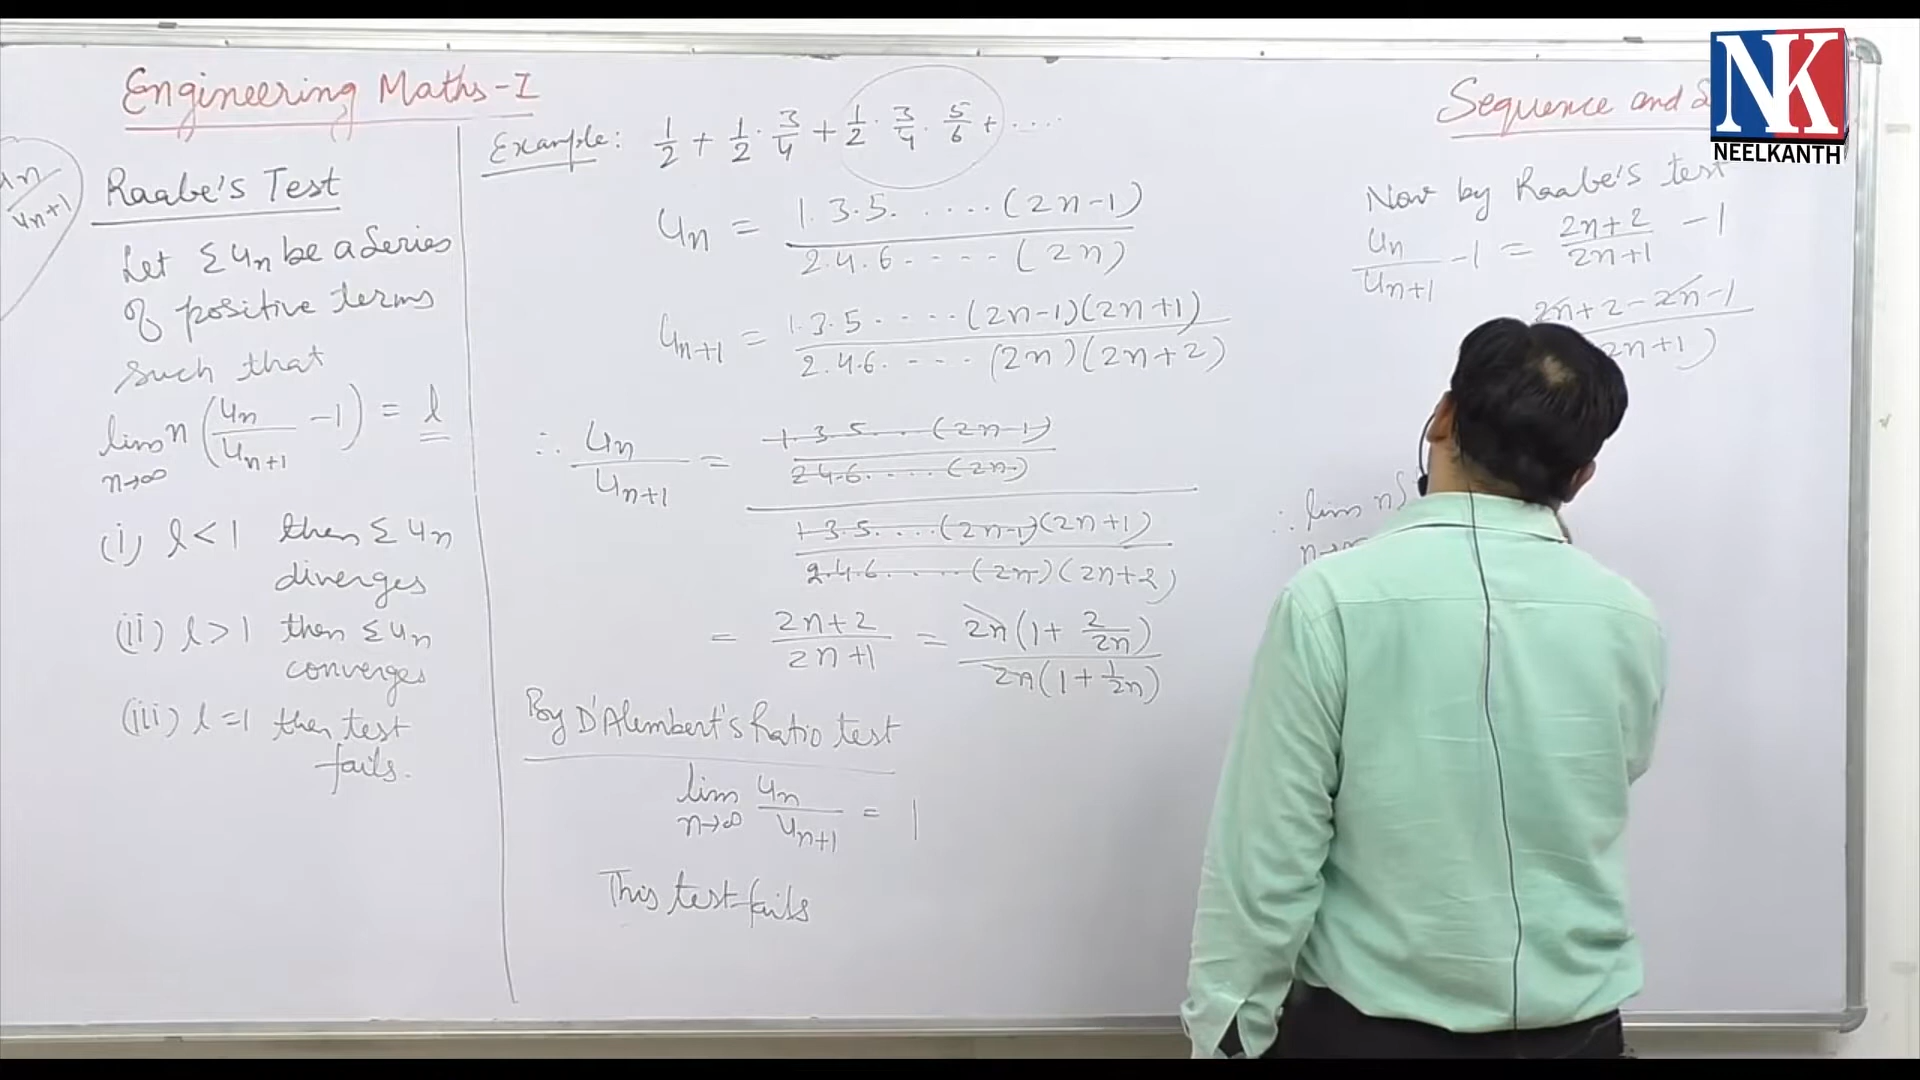 Engineering Maths-I
un/un+1
Raabe's Test
Let Σun be a Series
of positive terms
such that
lim n→∞ n(un/un+1 -1) = l
(i) l < 1 then Σun
diverges
(ii) l > 1 then Σun
converges
(iii) l = 1 then test
fails.
Example: 1/2 + 1/2 · 3/4 + 1/2 · 3/4 · 5/6 + ....
un = 1.3.5.....(2n-1) / 2.4.6.....(2n)
un+1 = 1.3.5.....(2n-1)(2n+1) / 2.4.6.....(2n)(2n+2)
∴ un/un+1 = 1.3.5....(2n-1) / 2.4.6.....(2n)
1.3.5....(2n-1)(2n+1) / 2.4.6.....(2n)(2n+2)
= 2n+2 / 2n+1 = 2n(1+ 2/2n) / 2n(1+ 1/2n)
By D'Alembert's Ratio test
lim n→∞ un/un+1 = 1
This test fails
Sequence and S
NK
NEELKANTH
Now by Raabe's test
un/un+1 -1 = 2n+2 / 2n+1 -1
2n+2-2n-1 / 2n+1)
∴ lim n{